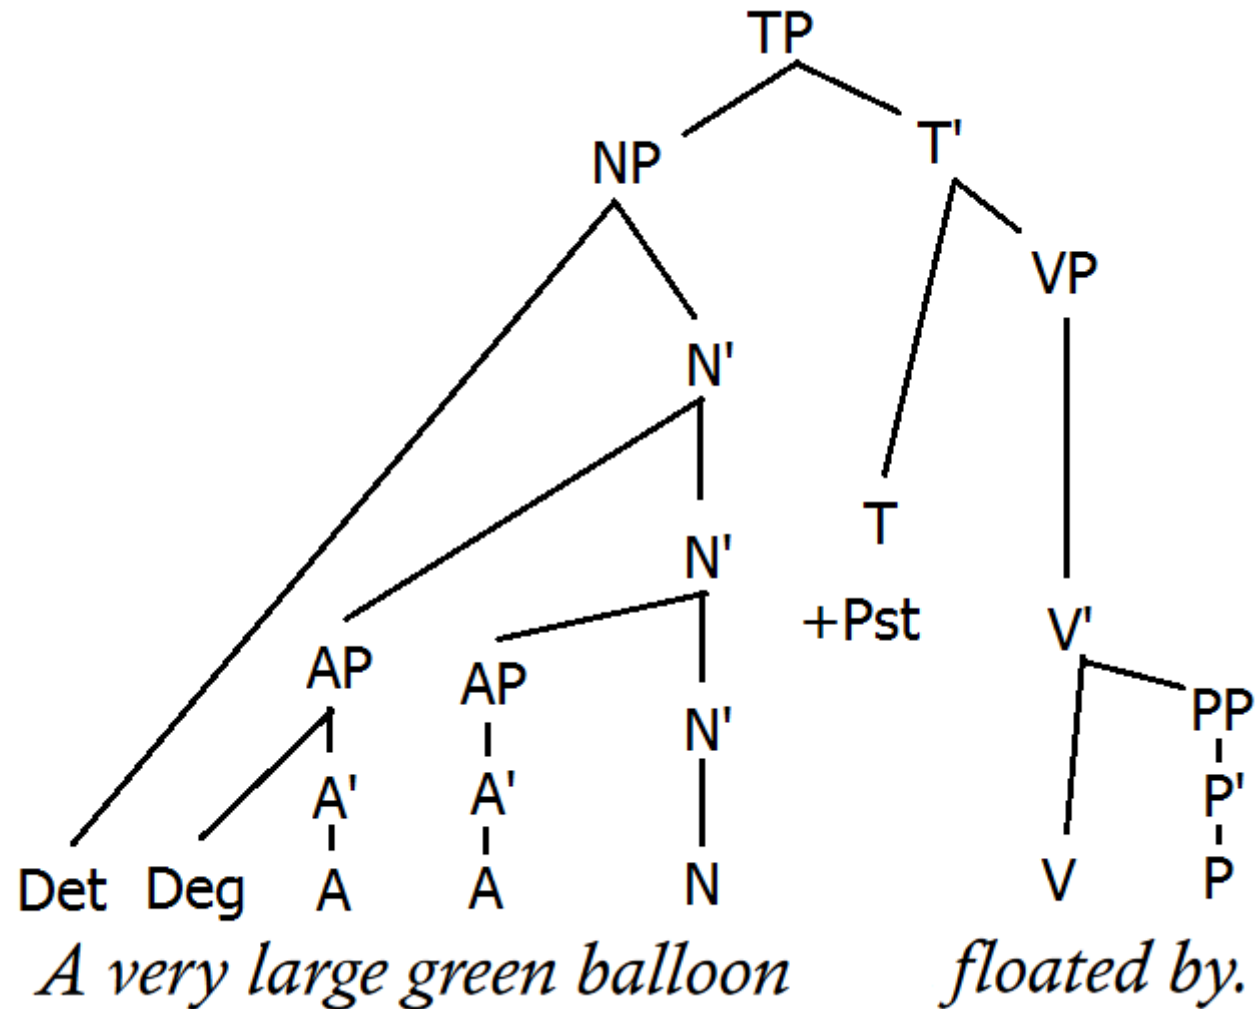 TP
NP T'
VP
N'
T
N'
+Pst V'
AP AP
N' PP
A' A' P'
Det Deg A A N V P
A very large green balloon floated by.